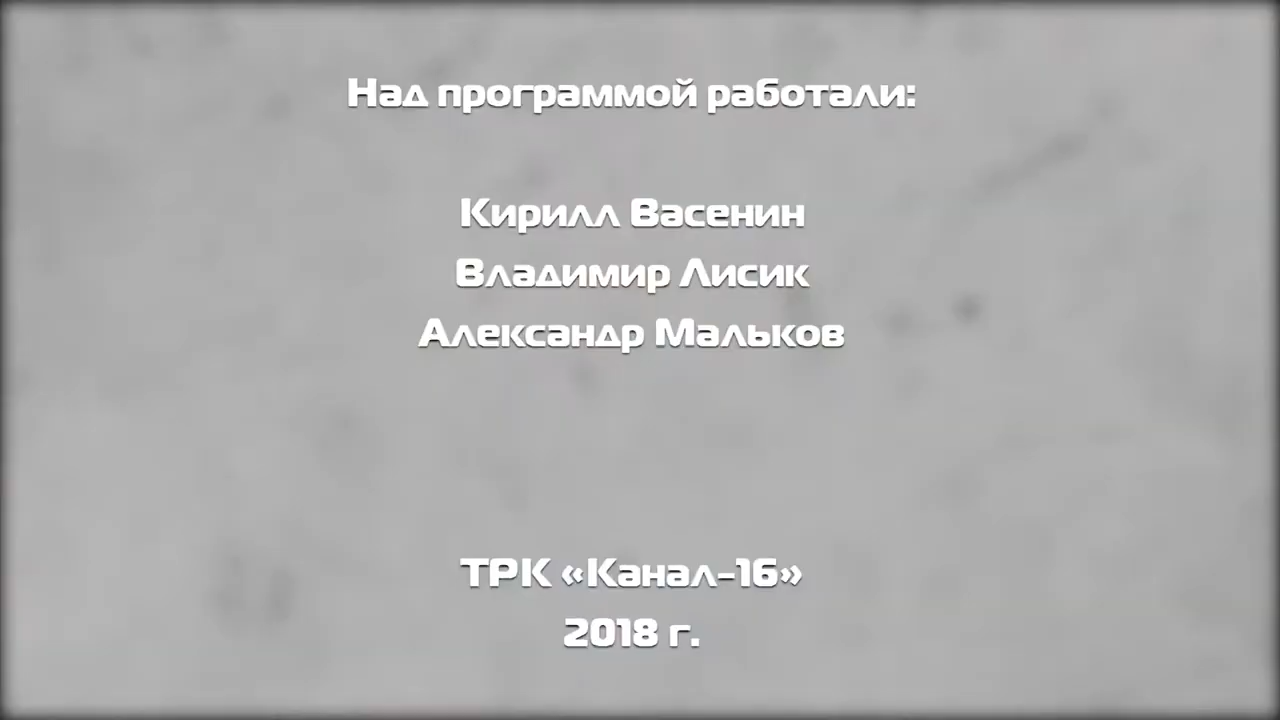 Над программой работали:
Кирилл Васенин
Владимир Лисик
Александр Мальков
ТРК «Канал-16»
2018 г.